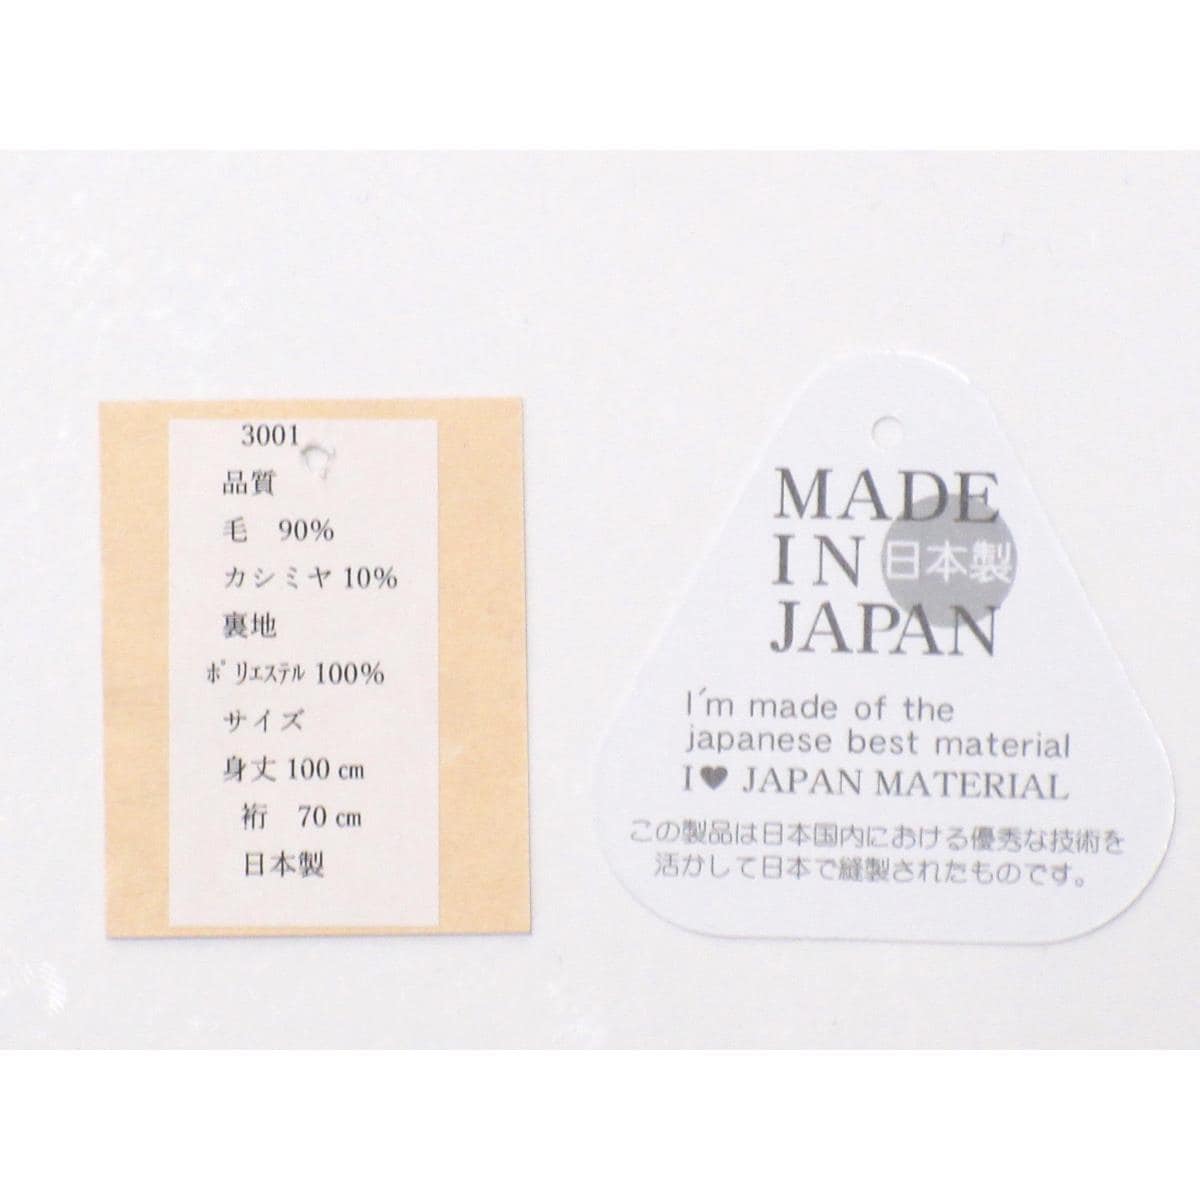 3001
品質
毛　90%
カシミヤ 10%
裏地
ﾎﾟﾘｴｽﾃﾙ 100%
サイズ
身丈 100 cm
裄　70 cm
日本製
MADE
IN 日本製
JAPAN
I'm made of the
japanese best material
I♥ JAPAN MATERIAL
この製品は日本国内における優秀な技術を
活かして日本で縫製されたものです。